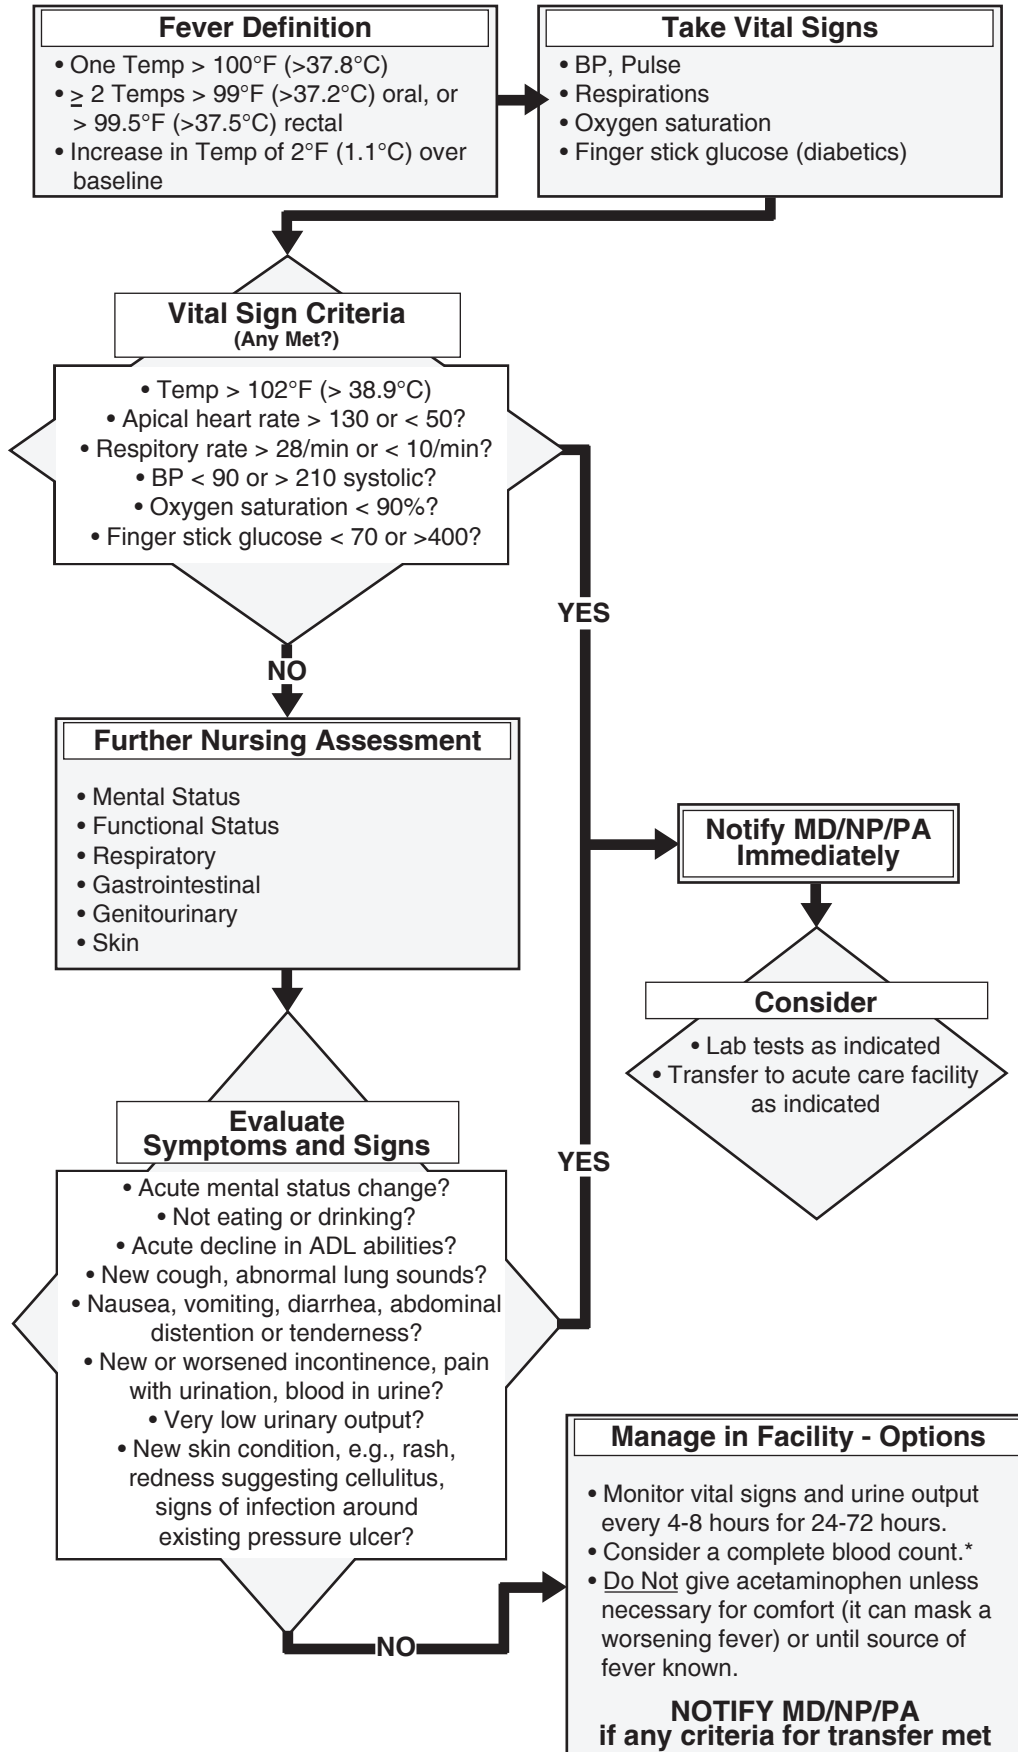 Fever Definition
• One Temp > 100°F (>37.8°C)
• ≥ 2 Temps > 99°F (>37.2°C) oral, or
> 99.5°F (>37.5°C) rectal
• Increase in Temp of 2°F (1.1°C) over
baseline
Take Vital Signs
• BP, Pulse
• Respirations
• Oxygen saturation
• Finger stick glucose (diabetics)
Vital Sign Criteria
(Any Met?)
• Temp > 102°F (> 38.9°C)
• Apical heart rate > 130 or < 50?
• Respitory rate > 28/min or < 10/min?
• BP < 90 or > 210 systolic?
• Oxygen saturation < 90%?
• Finger stick glucose < 70 or >400?
YES
NO
Further Nursing Assessment
• Mental Status
• Functional Status
• Respiratory
• Gastrointestinal
• Genitourinary
• Skin
Notify MD/NP/PA
Immediately
Consider
• Lab tests as indicated
• Transfer to acute care facility
as indicated
Evaluate
Symptoms and Signs
• Acute mental status change?
• Not eating or drinking?
• Acute decline in ADL abilities?
• New cough, abnormal lung sounds?
• Nausea, vomiting, diarrhea, abdominal
distention or tenderness?
• New or worsened incontinence, pain
with urination, blood in urine?
• Very low urinary output?
• New skin condition, e.g., rash,
redness suggesting cellulitus,
signs of infection around
existing pressure ulcer?
YES
NO
Manage in Facility - Options
• Monitor vital signs and urine output
every 4-8 hours for 24-72 hours.
• Consider a complete blood count.*
• Do Not give acetaminophen unless
necessary for comfort (it can mask a
worsening fever) or until source of
fever known.
NOTIFY MD/NP/PA
if any criteria for transfer met